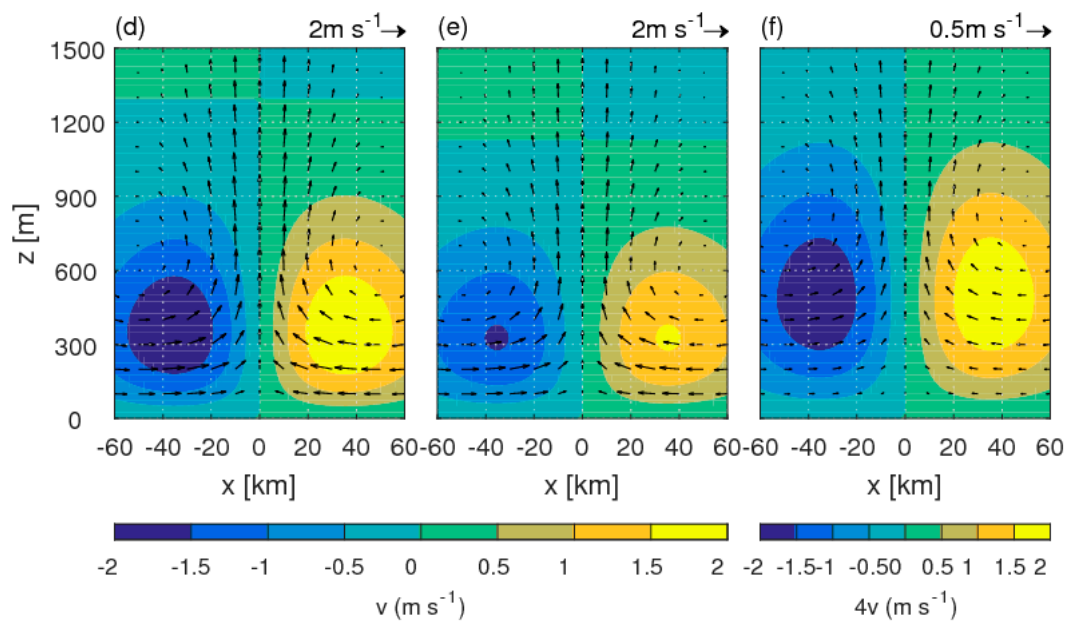 (d) 2m s⁻¹ (e) 2m s⁻¹ (f) 0.5m s⁻¹
1500
1200
900
600
300
0
z [m]
-60 -40 -20 0 20 40 60 -40 -20 0 20 40 60 -40 -20 0 20 40 60
x [km] x [km] x [km]
-2 -1.5 -1 -0.5 0 0.5 1 1.5 2 -2 -1.5 -1 -0.5 0 0.5 1 1.5 2
v (m s⁻¹) 4v (m s⁻¹)